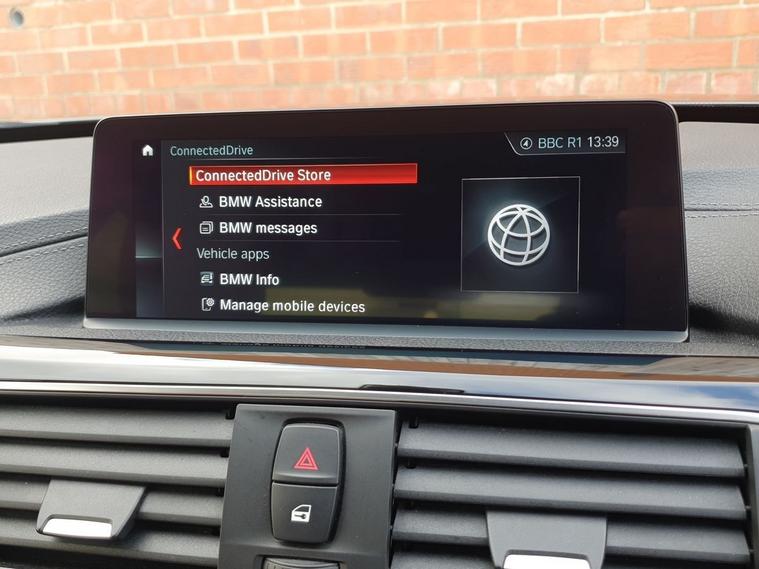 ConnectedDrive
BBC R1 13:39
ConnectedDrive Store
BMW Assistance
BMW messages
Vehicle apps
BMW Info
Manage mobile devices